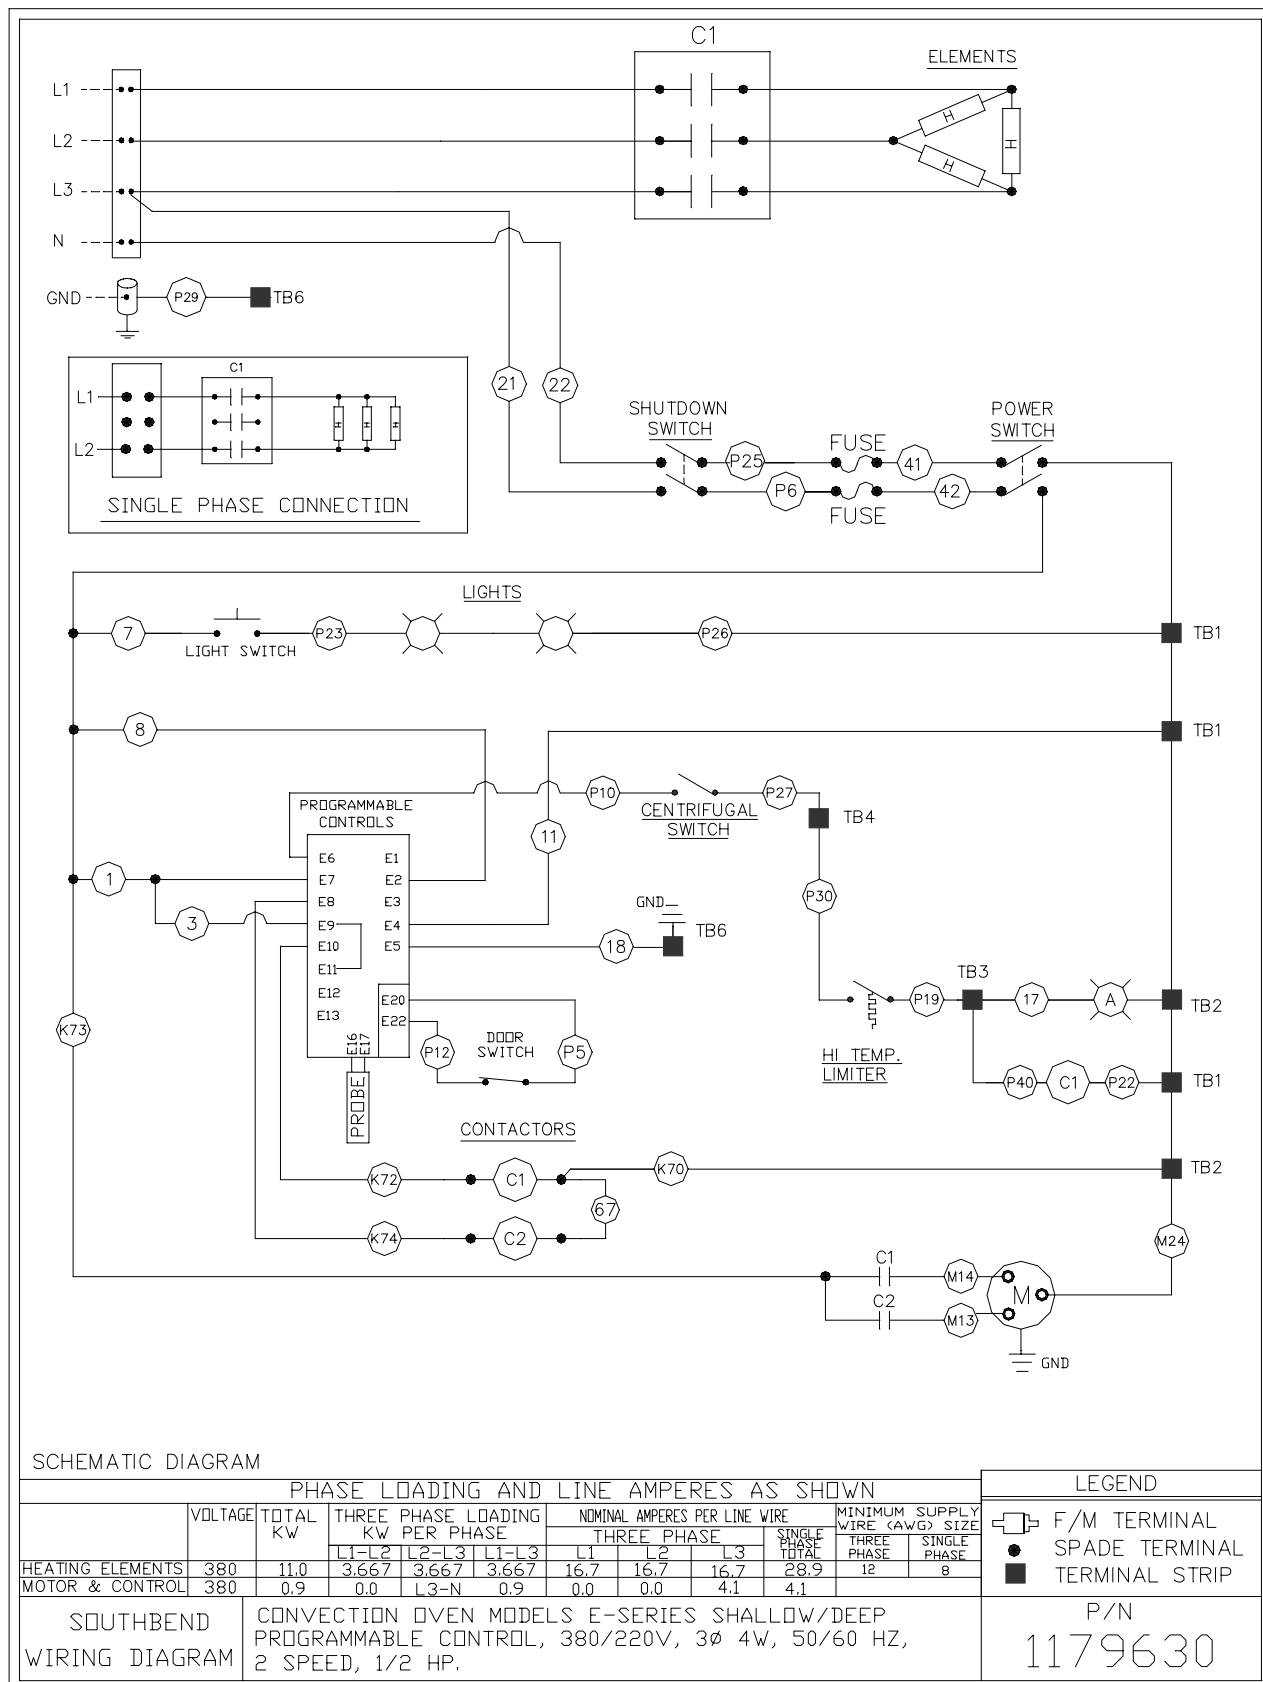 C1
ELEMENTS
L1
H
L2
H
H
L3
N
GND
P29
TB6
C1
L1
H
H
H
L2
SINGLE PHASE CONNECTION
21
22
SHUTDOWN
SWITCH
POWER
SWITCH
FUSE
P25
41
P6
42
FUSE
LIGHTS
7
LIGHT SWITCH
P23
P26
TB1
8
TB1
P10
CENTRIFUGAL
SWITCH
P27
TB4
PROGRAMMABLE
CONTROLS
11
E6
E1
1
E7
E2
E8
E3
P30
GND
3
E9
E4
E10
E5
18
TB6
E11
E12
E20
E13
E22
TB3
P19
17
A
TB2
K73
E16
E17
P12
DOOR
SWITCH
P5
HI TEMP.
LIMITER
PROBE
P40
C1
P22
TB1
CONTACTORS
K72
C1
K70
TB2
67
K74
C2
M24
C1
M14
M
C2
M13
GND
SCHEMATIC DIAGRAM
PHASE LOADING AND LINE AMPERES AS SHOWN
VOLTAGE
TOTAL
KW
THREE PHASE LOADING
KW PER PHASE
NOMINAL AMPERES PER LINE WIRE
MINIMUM SUPPLY
WIRE (AWG) SIZE
THREE PHASE
SINGLE
PHASE
TOTAL
THREE
PHASE
SINGLE
PHASE
L1-L2 L2-L3 L1-L3 L1 L2 L3
HEATING ELEMENTS 380 11.0 3.667 3.667 3.667 16.7 16.7 16.7 28.9 12 8
MOTOR & CONTROL 380 0.9 0.0 L3-N 0.9 0.0 0.0 4.1 4.1
LEGEND
F/M TERMINAL
SPADE TERMINAL
TERMINAL STRIP
SOUTHBEND
WIRING DIAGRAM
CONVECTION OVEN MODELS E-SERIES SHALLOW/DEEP
PROGRAMMABLE CONTROL, 380/220V, 3Ø 4W, 50/60 HZ,
2 SPEED, 1/2 HP.
P/N
1179630